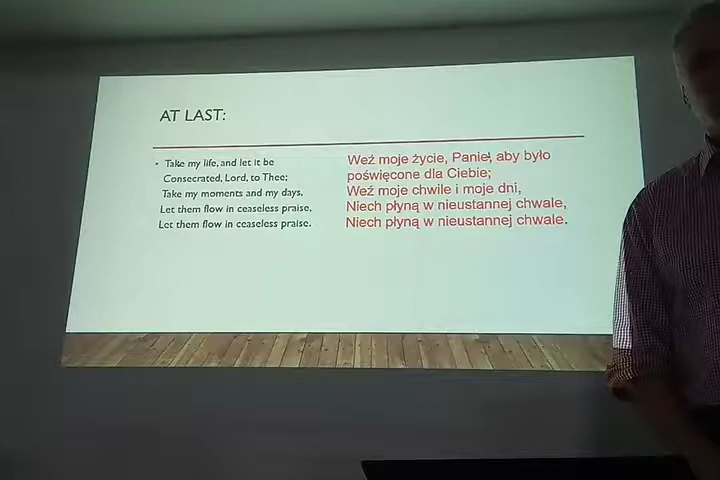 AT LAST:
• Take my life, and let it be
Consecrated, Lord, to Thee;
Take my moments and my days,
Let them flow in ceaseless praise,
Let them flow in ceaseless praise.
Weź moje życie, Panie, aby było
poświęcone dla Ciebie;
Weź moje chwile i moje dni,
Niech płyną w nieustannej chwale,
Niech płyną w nieustannej chwale.